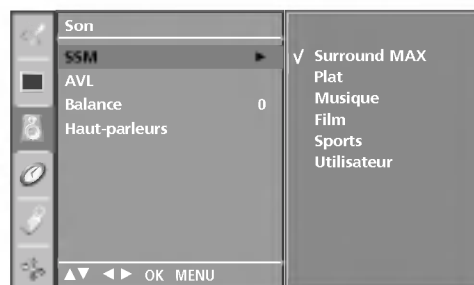 Son
SSM ►
AVL
Balance 0
Haut-parleurs
▲▼ ◄► OK MENU
√ Surround MAX
Plat
Musique
Film
Sports
Utilisateur